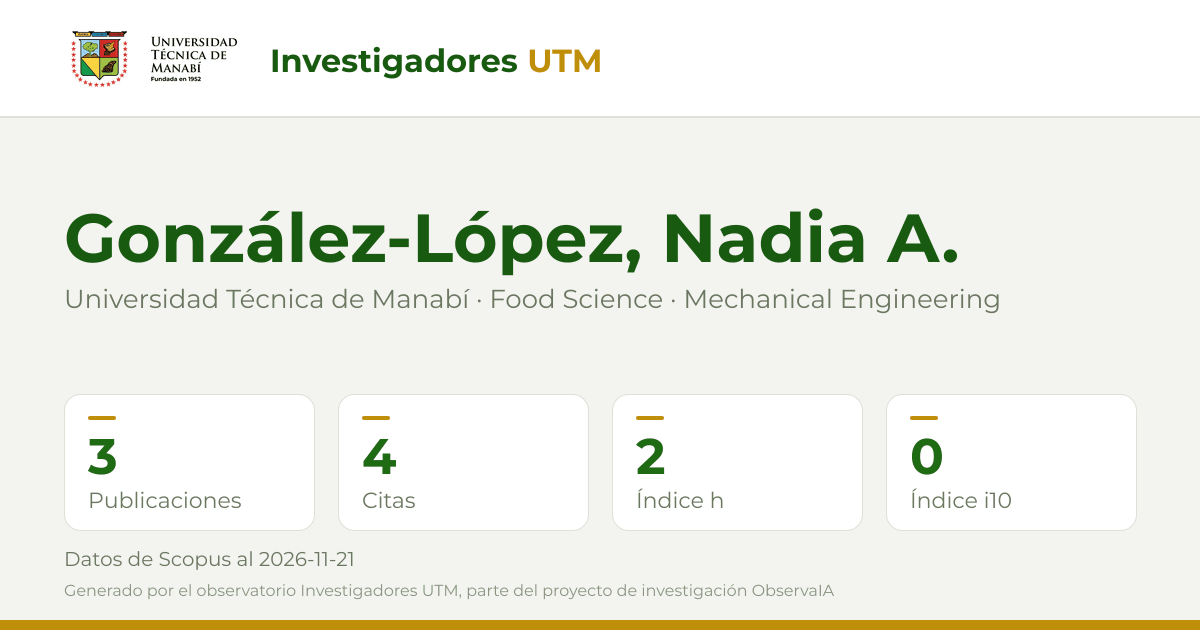 UNIVERSIDAD
TÉCNICA DE
MANABÍ
Fundada en 1952
Investigadores UTM
González-López, Nadia A.
Universidad Técnica de Manabí · Food Science · Mechanical Engineering
3
Publicaciones
4
Citas
2
Índice h
0
Índice i10
Datos de Scopus al 2026-11-21
Generado por el observatorio Investigadores UTM, parte del proyecto de investigación ObservaIA